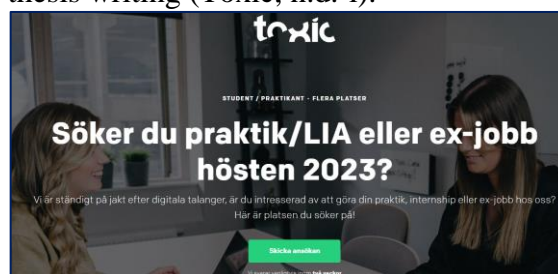 thesis writing (Toxic, n.d.-i).
toxic
STUDENT / PRAKTIKANT - FLERA PLATSER
Söker du praktik/LIA eller ex-jobb
hösten 2023?
Vi är ständigt på jakt efter digitala talanger, är du intresserad av att göra din praktik, internship eller ex-jobb hos oss?
Här är platsen du söker på!
Skicka ansökan
två veckor